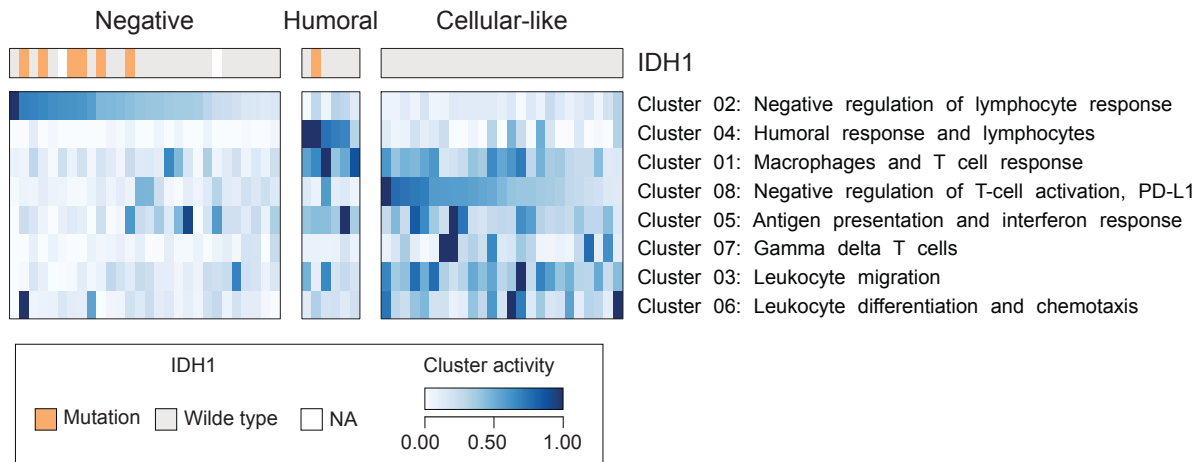 Negative Humoral Cellular-like
IDH1
Cluster 02: Negative regulation of lymphocyte response
Cluster 04: Humoral response and lymphocytes
Cluster 01: Macrophages and T cell response
Cluster 08: Negative regulation of T-cell activation, PD-L1
Cluster 05: Antigen presentation and interferon response
Cluster 07: Gamma delta T cells
Cluster 03: Leukocyte migration
Cluster 06: Leukocyte differentiation and chemotaxis
IDH1 Cluster activity
Mutation Wilde type NA
0.00 0.50 1.00